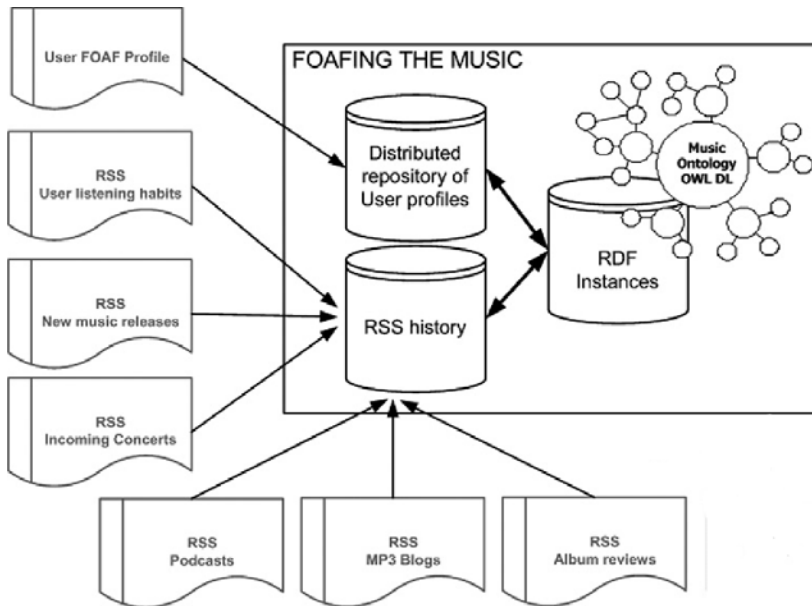 User FOAF Profile
FOAFING THE MUSIC
Distributed
repository of
User profiles
Music
Ontology
OWL DL
RSS
User listening habits
RDF
Instances
RSS
New music releases
RSS history
RSS
Incoming Concerts
RSS
Podcasts
RSS
MP3 Blogs
RSS
Album reviews